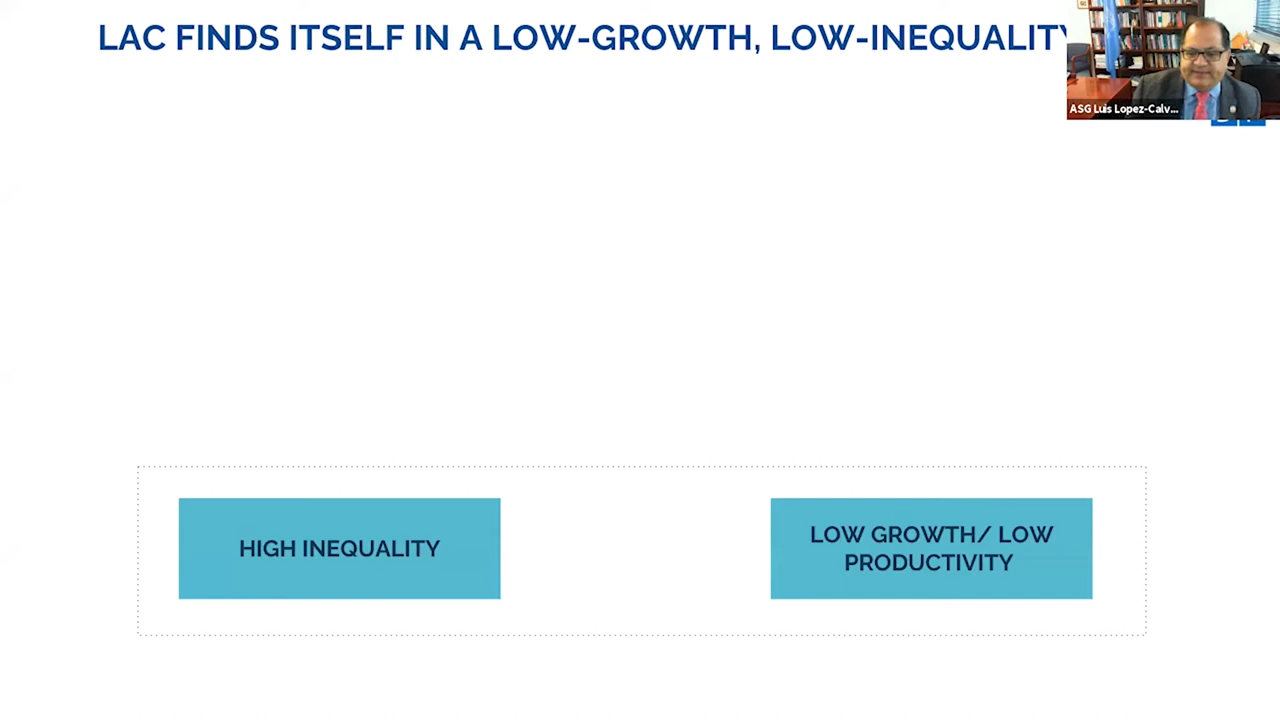 LAC FINDS ITSELF IN A LOW-GROWTH, LOW-INEQUALITY
ASG Luis Lopez-Calv...
HIGH INEQUALITY
LOW GROWTH/ LOW
PRODUCTIVITY